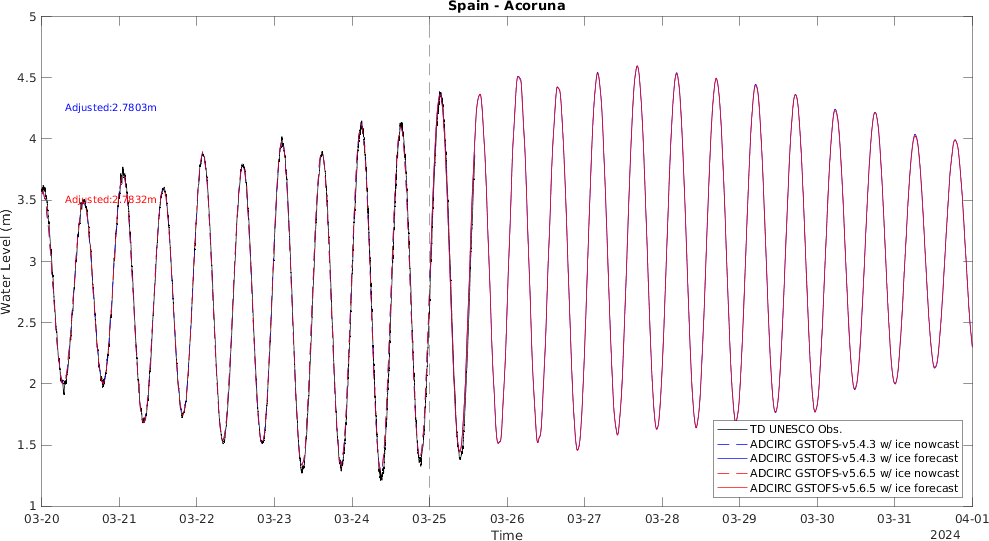 Spain - Acoruna
5
4.5
4
3.5
3
2.5
2
1.5
1
Water Level (m)
Adjusted:2.7803m
Adjusted:2.7832m
TD UNESCO Obs.
ADCIRC GSTOFS-v5.4.3 w/ ice nowcast
ADCIRC GSTOFS-v5.4.3 w/ ice forecast
ADCIRC GSTOFS-v5.6.5 w/ ice nowcast
ADCIRC GSTOFS-v5.6.5 w/ ice forecast
03-20 03-21 03-22 03-23 03-24 03-25 03-26 03-27 03-28 03-29 03-30 03-31 04-01
Time
2024